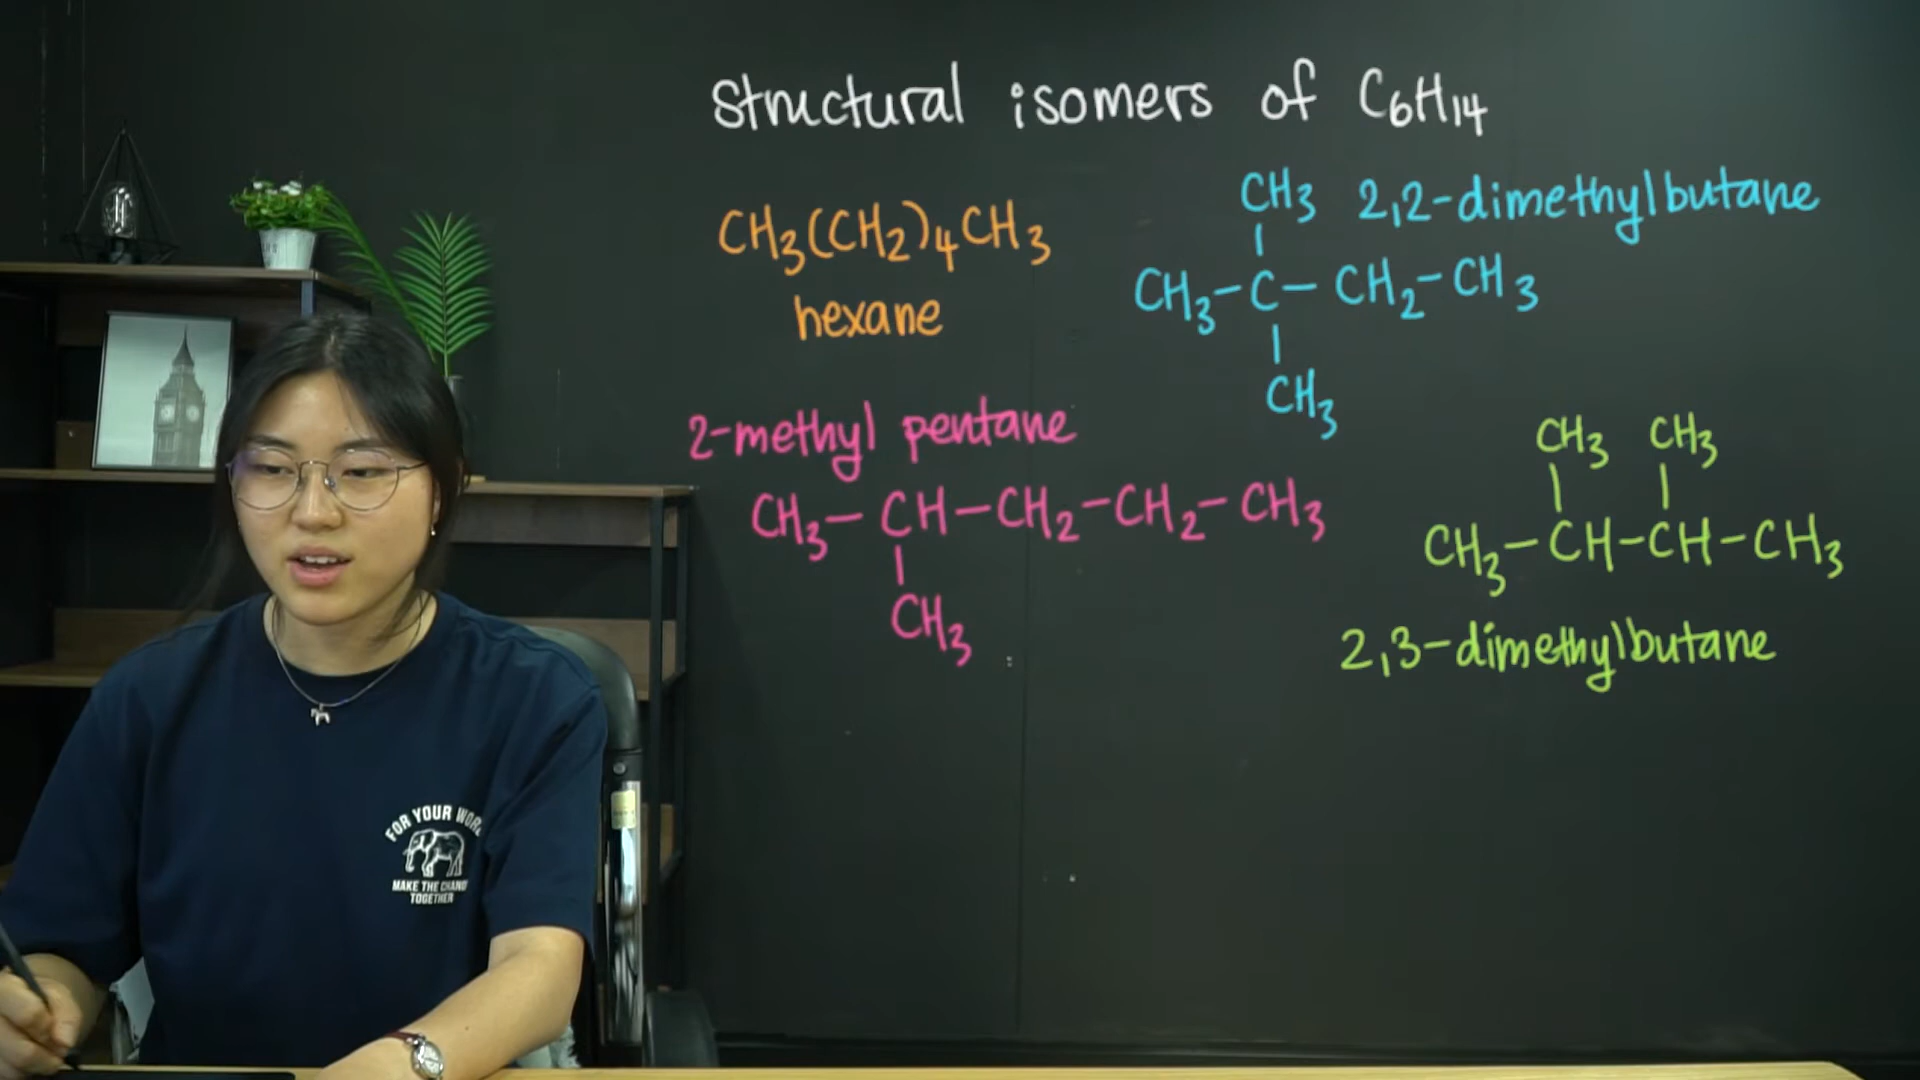 structural isomers of C₆H₁₄
CH₃(CH₂)₄CH₃
hexane
CH₃ 2,2-dimethylbutane
CH₃-C-CH₂-CH₃
CH₃
2-methyl pentane
CH₃-CH-CH₂-CH₂-CH₃
CH₃
CH₃ CH₃
CH₃-CH-CH-CH₃
2,3-dimethylbutane
FOR YOUR
MAKE THE
TOGETHER